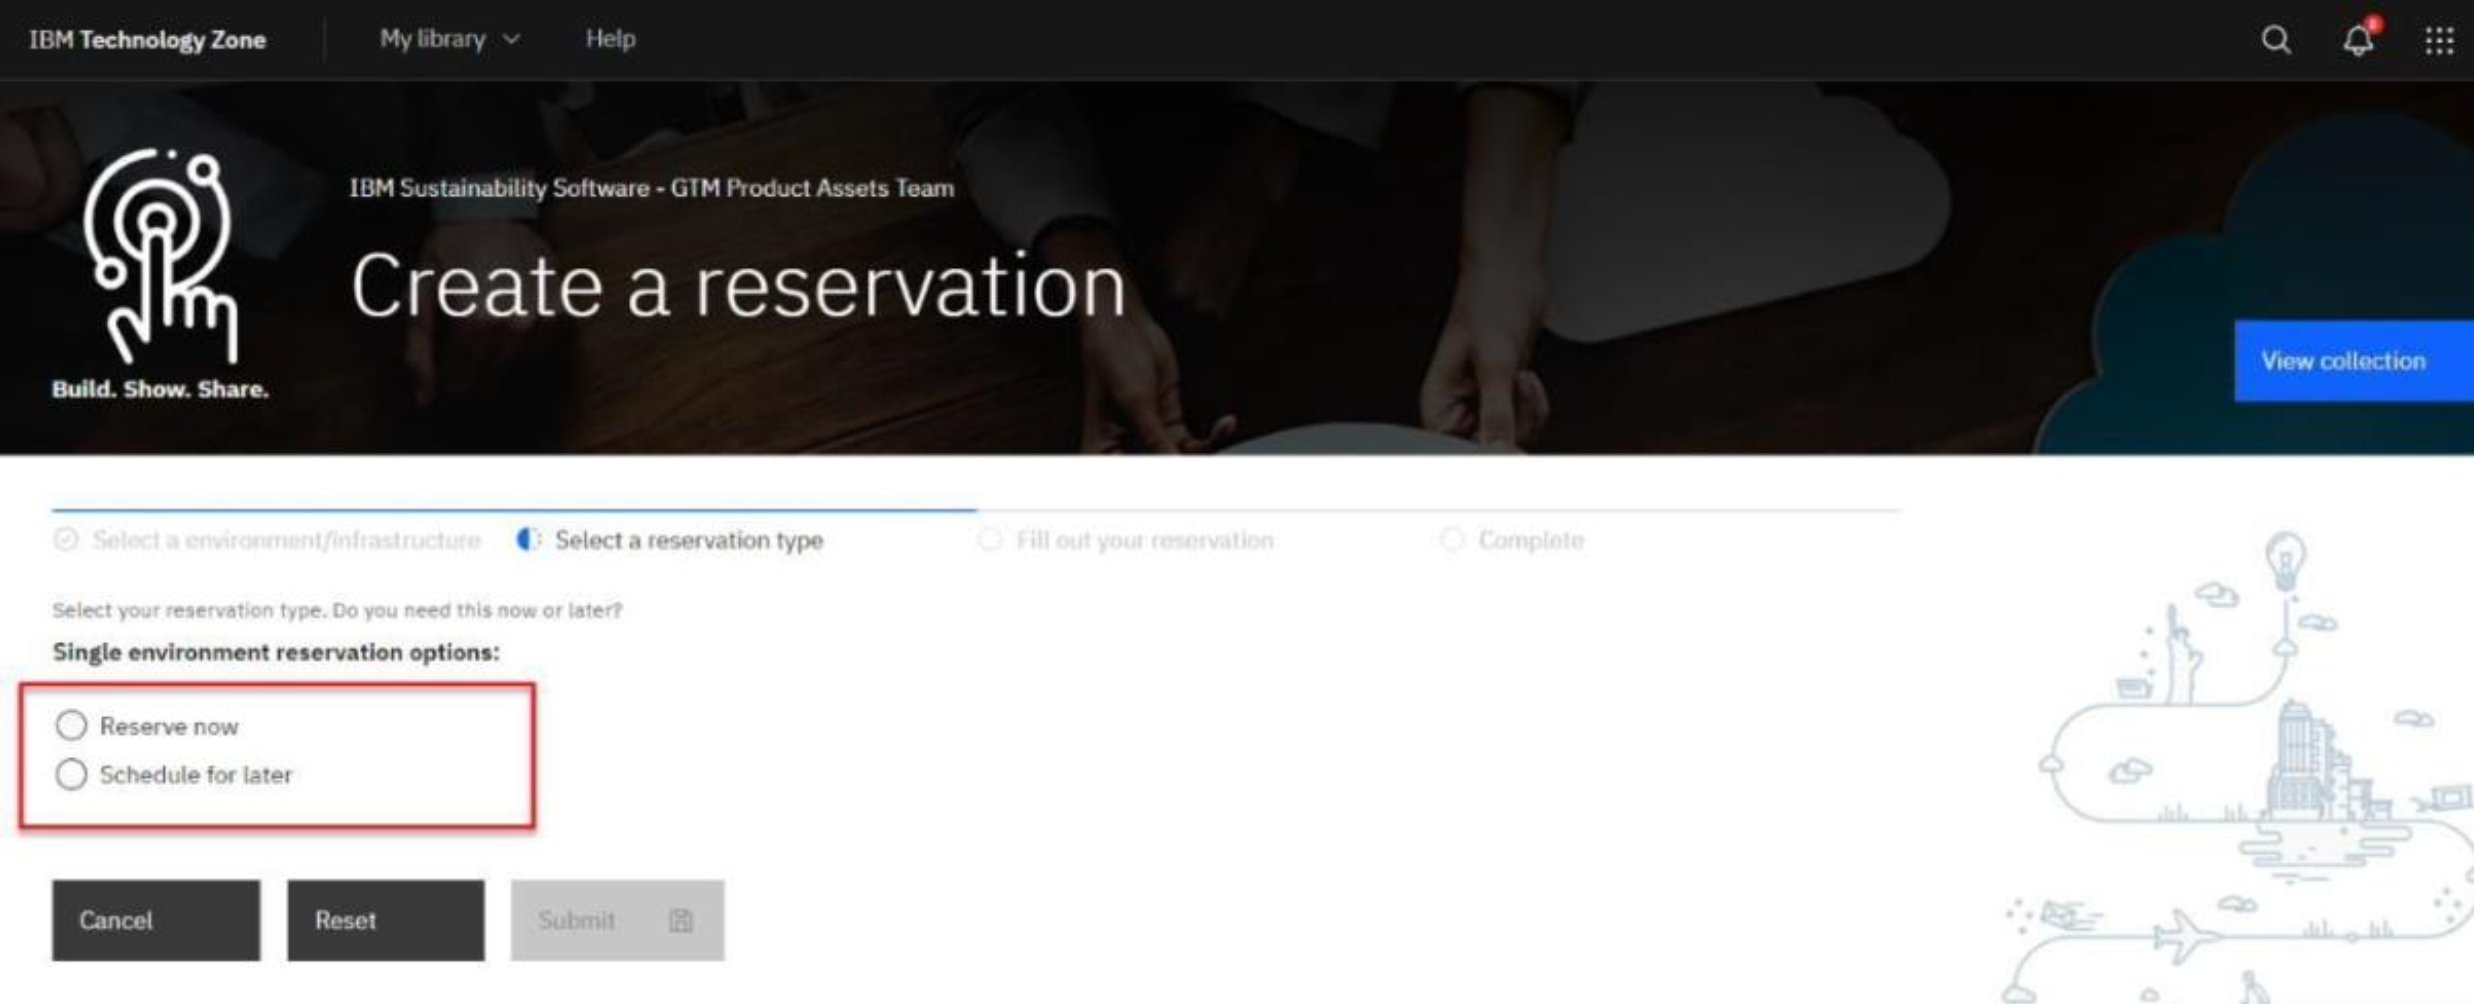 IBM Technology Zone
My library
Help
IBM Sustainability Software - GTM Product Assets Team
Create a reservation
Build. Show. Share.
View collection
Select a environment/infrastructure
Select a reservation type
Fill out your reservation
Complete
Select your reservation type. Do you need this now or later?
Single environment reservation options:
Reserve now
Schedule for later
Cancel
Reset
Submit